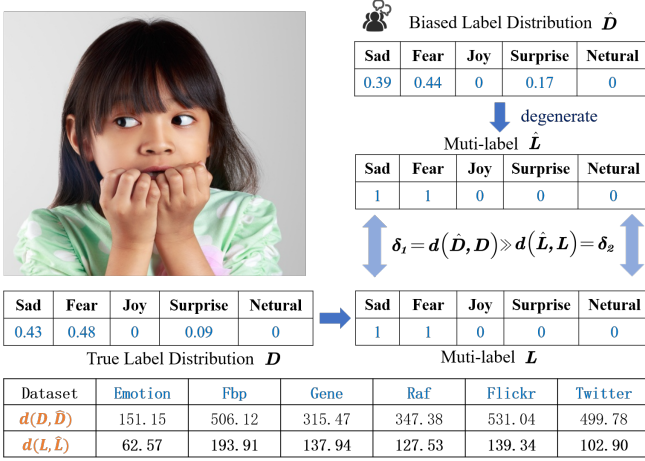 Biased Label Distribution D̂
Sad Fear Joy Surprise Netural
0.39 0.44 0 0.17 0
degenerate
Muti-label L̂
Sad Fear Joy Surprise Netural
1 1 0 0 0
δ₁ = d(D̂, D) ≫ d(L̂, L) = δ₂
Sad Fear Joy Surprise Netural
0.43 0.48 0 0.09 0
True Label Distribution D
Sad Fear Joy Surprise Netural
1 1 0 0 0
Muti-label L
Dataset Emotion Fbp Gene Raf Flickr Twitter
d(D, D̂) 151.15 506.12 315.47 347.38 531.04 499.78
d(L, L̂) 62.57 193.91 137.94 127.53 139.34 102.90